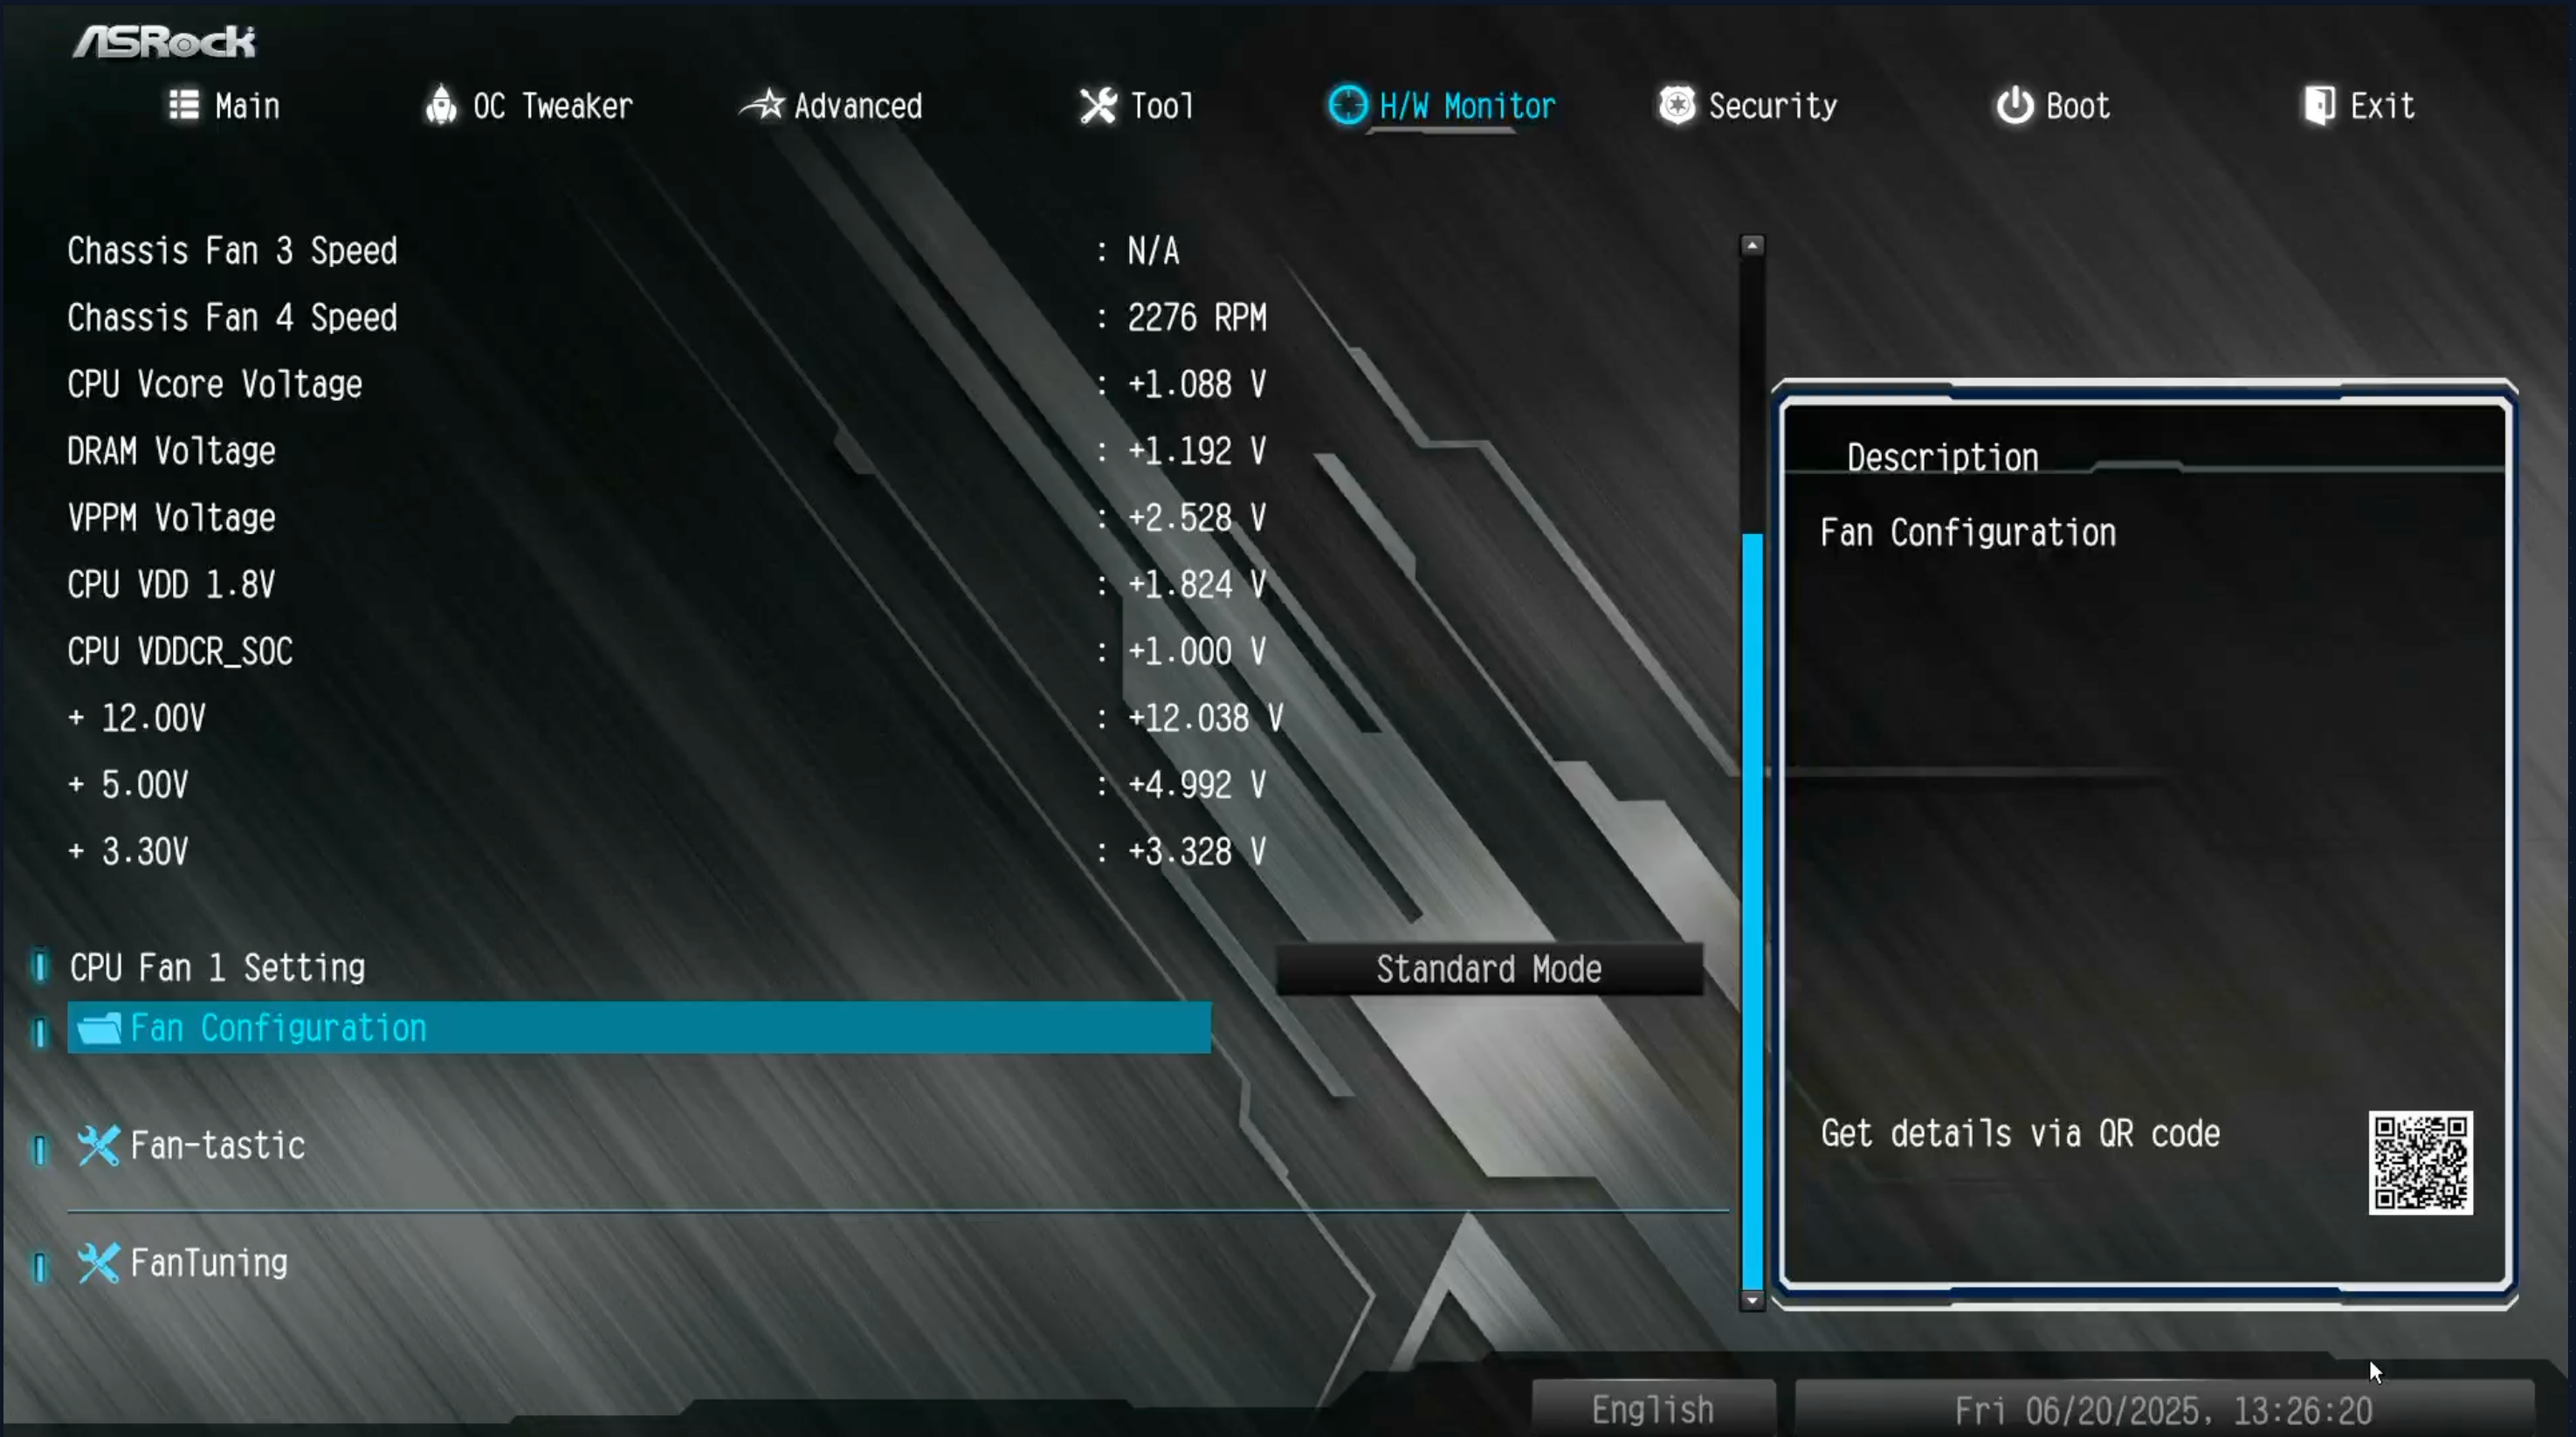 ASRock
Main OC Tweaker Advanced Tool H/W Monitor Security Boot Exit
Chassis Fan 3 Speed : N/A
Chassis Fan 4 Speed : 2276 RPM
CPU Vcore Voltage : +1.088 V
DRAM Voltage : +1.192 V
VPPM Voltage : +2.528 V
CPU VDD 1.8V : +1.824 V
CPU VDDCR_SOC : +1.000 V
+ 12.00V : +12.038 V
+ 5.00V : +4.992 V
+ 3.30V : +3.328 V
CPU Fan 1 Setting Standard Mode
Fan Configuration
Fan-tastic
FanTuning
Description
Fan Configuration
Get details via QR code
English Fri 06/20/2025, 13:26:20